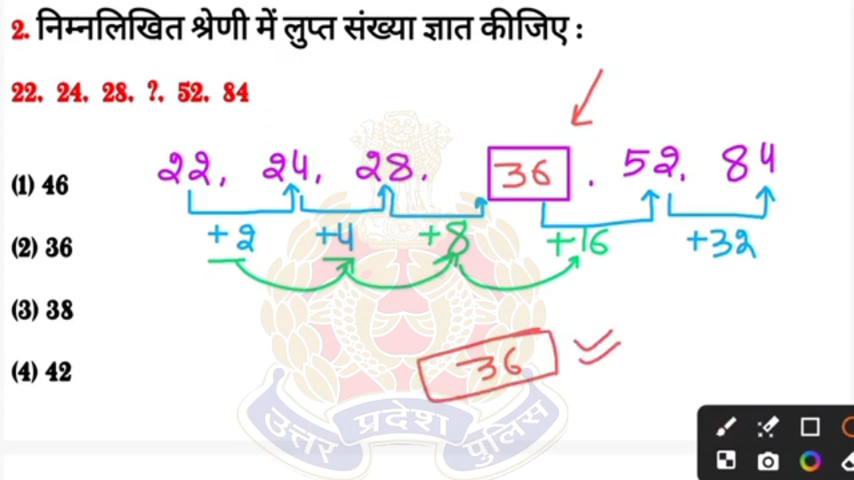 2. निम्नलिखित श्रेणी में लुप्त संख्या ज्ञात कीजिए :
22, 24, 28, ?, 52, 84
22, 24, 28. 36 . 52, 84
+2 +4 +8 +16 +32
(1) 46
(2) 36
(3) 38
(4) 42
36
उत्तर प्रदेश पुलिस